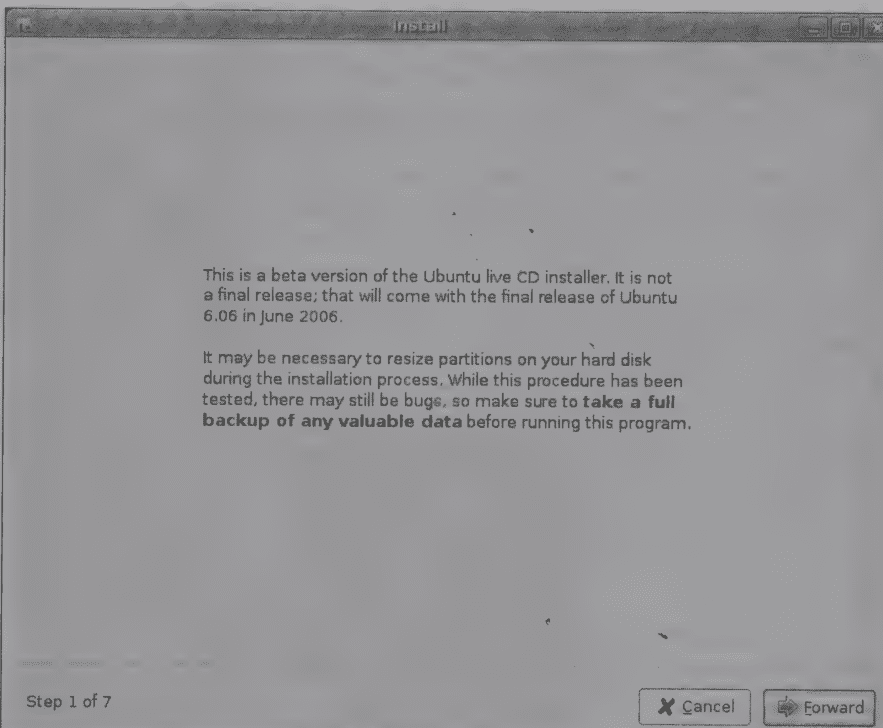 Install
This is a beta version of the Ubuntu live CD installer. It is not
a final release; that will come with the final release of Ubuntu
6.06 in June 2006.
It may be necessary to resize partitions on your hard disk
during the installation process. While this procedure has been
tested, there may still be bugs, so make sure to take a full
backup of any valuable data before running this program.
Step 1 of 7
Cancel
Forward